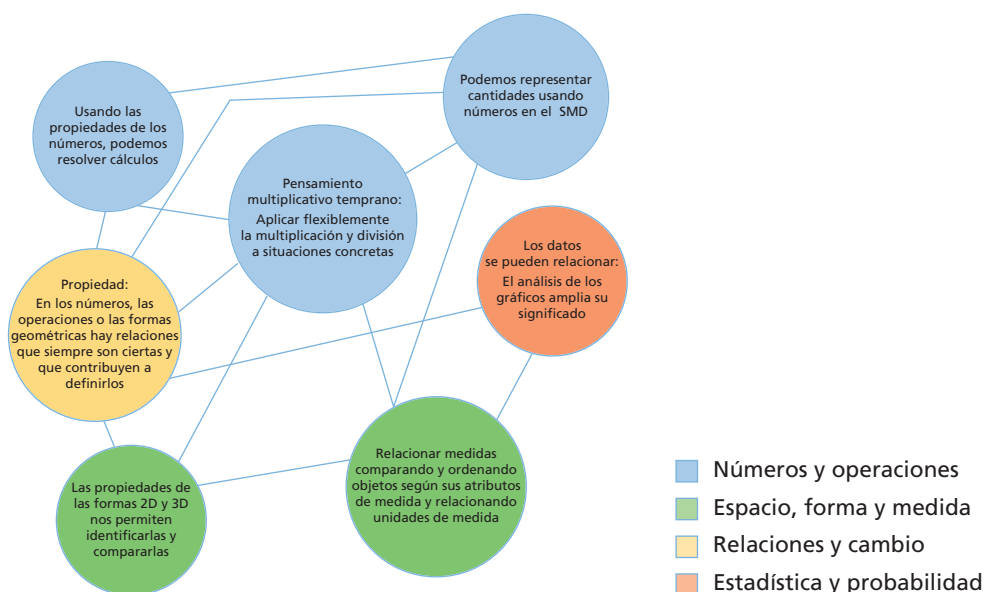 Podemos representar
cantidades usando
números en el SMD
Usando las
propiedades de los
números, podemos
resolver cálculos
Pensamiento
multiplicativo temprano:
Aplicar flexiblemente
la multiplicación y división
a situaciones concretas
Los datos
se pueden relacionar:
El análisis de los
gráficos amplia su
significado
Propiedad:
En los números, las
operaciones o las formas
geométricas hay relaciones
que siempre son ciertas y
que contribuyen a
definirlos
Relacionar medidas
comparando y ordenando
objetos según sus atributos
de medida y relacionando
unidades de medida
Las propiedades de
las formas 2D y 3D
nos permiten
identificarlas y
compararlas
Números y operaciones
Espacio, forma y medida
Relaciones y cambio
Estadística y probabilidad